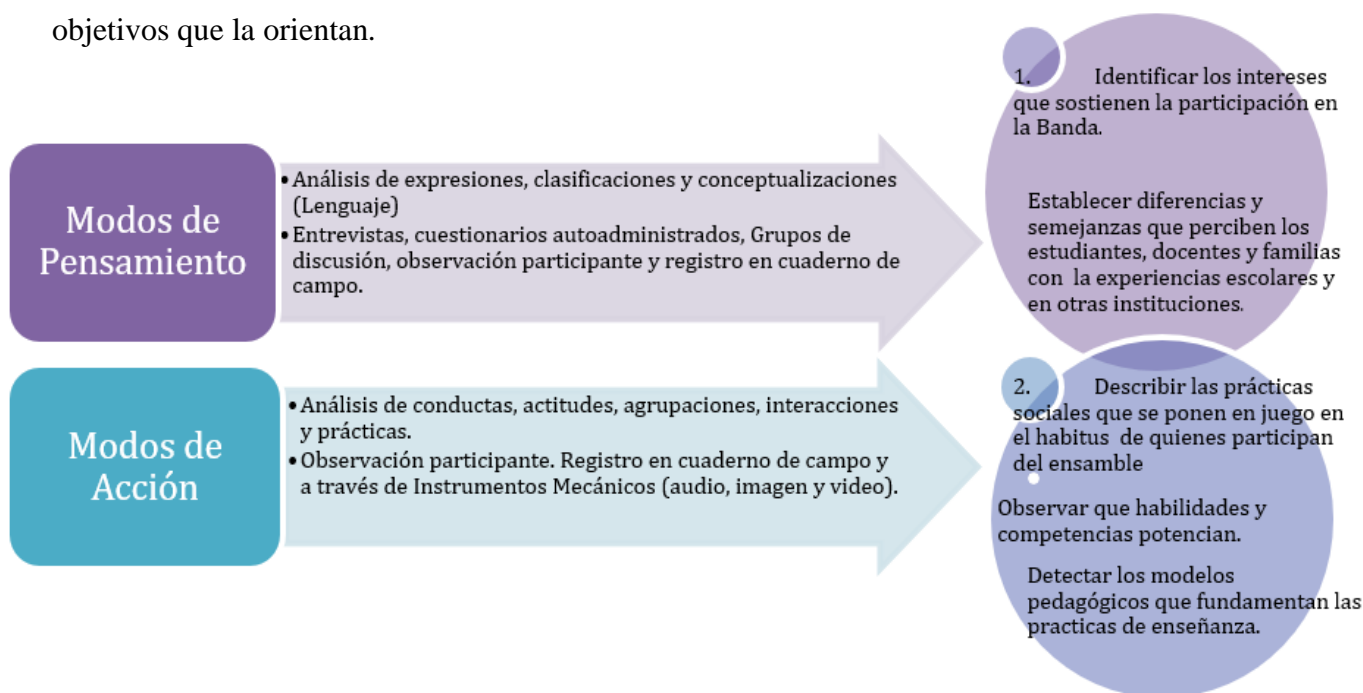 objetivos que la orientan.
Modos de
Pensamiento
•Análisis de expresiones, clasificaciones y conceptualizaciones
(Lenguaje)
•Entrevistas, cuestionarios autoadministrados, Grupos de
discusión, observación participante y registro en cuaderno de
campo.
1. Identificar los intereses
que sostienen la participación en
la Banda.
Establecer diferencias y
semejanzas que perciben los
estudiantes, docentes y familias
con la experiencias escolares y
en otras instituciones.
Modos de
Acción
•Análisis de conductas, actitudes, agrupaciones, interacciones
y prácticas.
•Observación participante. Registro en cuaderno de campo y
a través de Instrumentos Mecánicos (audio, imagen y video).
2. Describir las prácticas
sociales que se ponen en juego en
el habitus de quienes participan
del ensamble
Observar que habilidades y
competencias potencian.
Detectar los modelos
pedagógicos que fundamentan las
practicas de enseñanza.